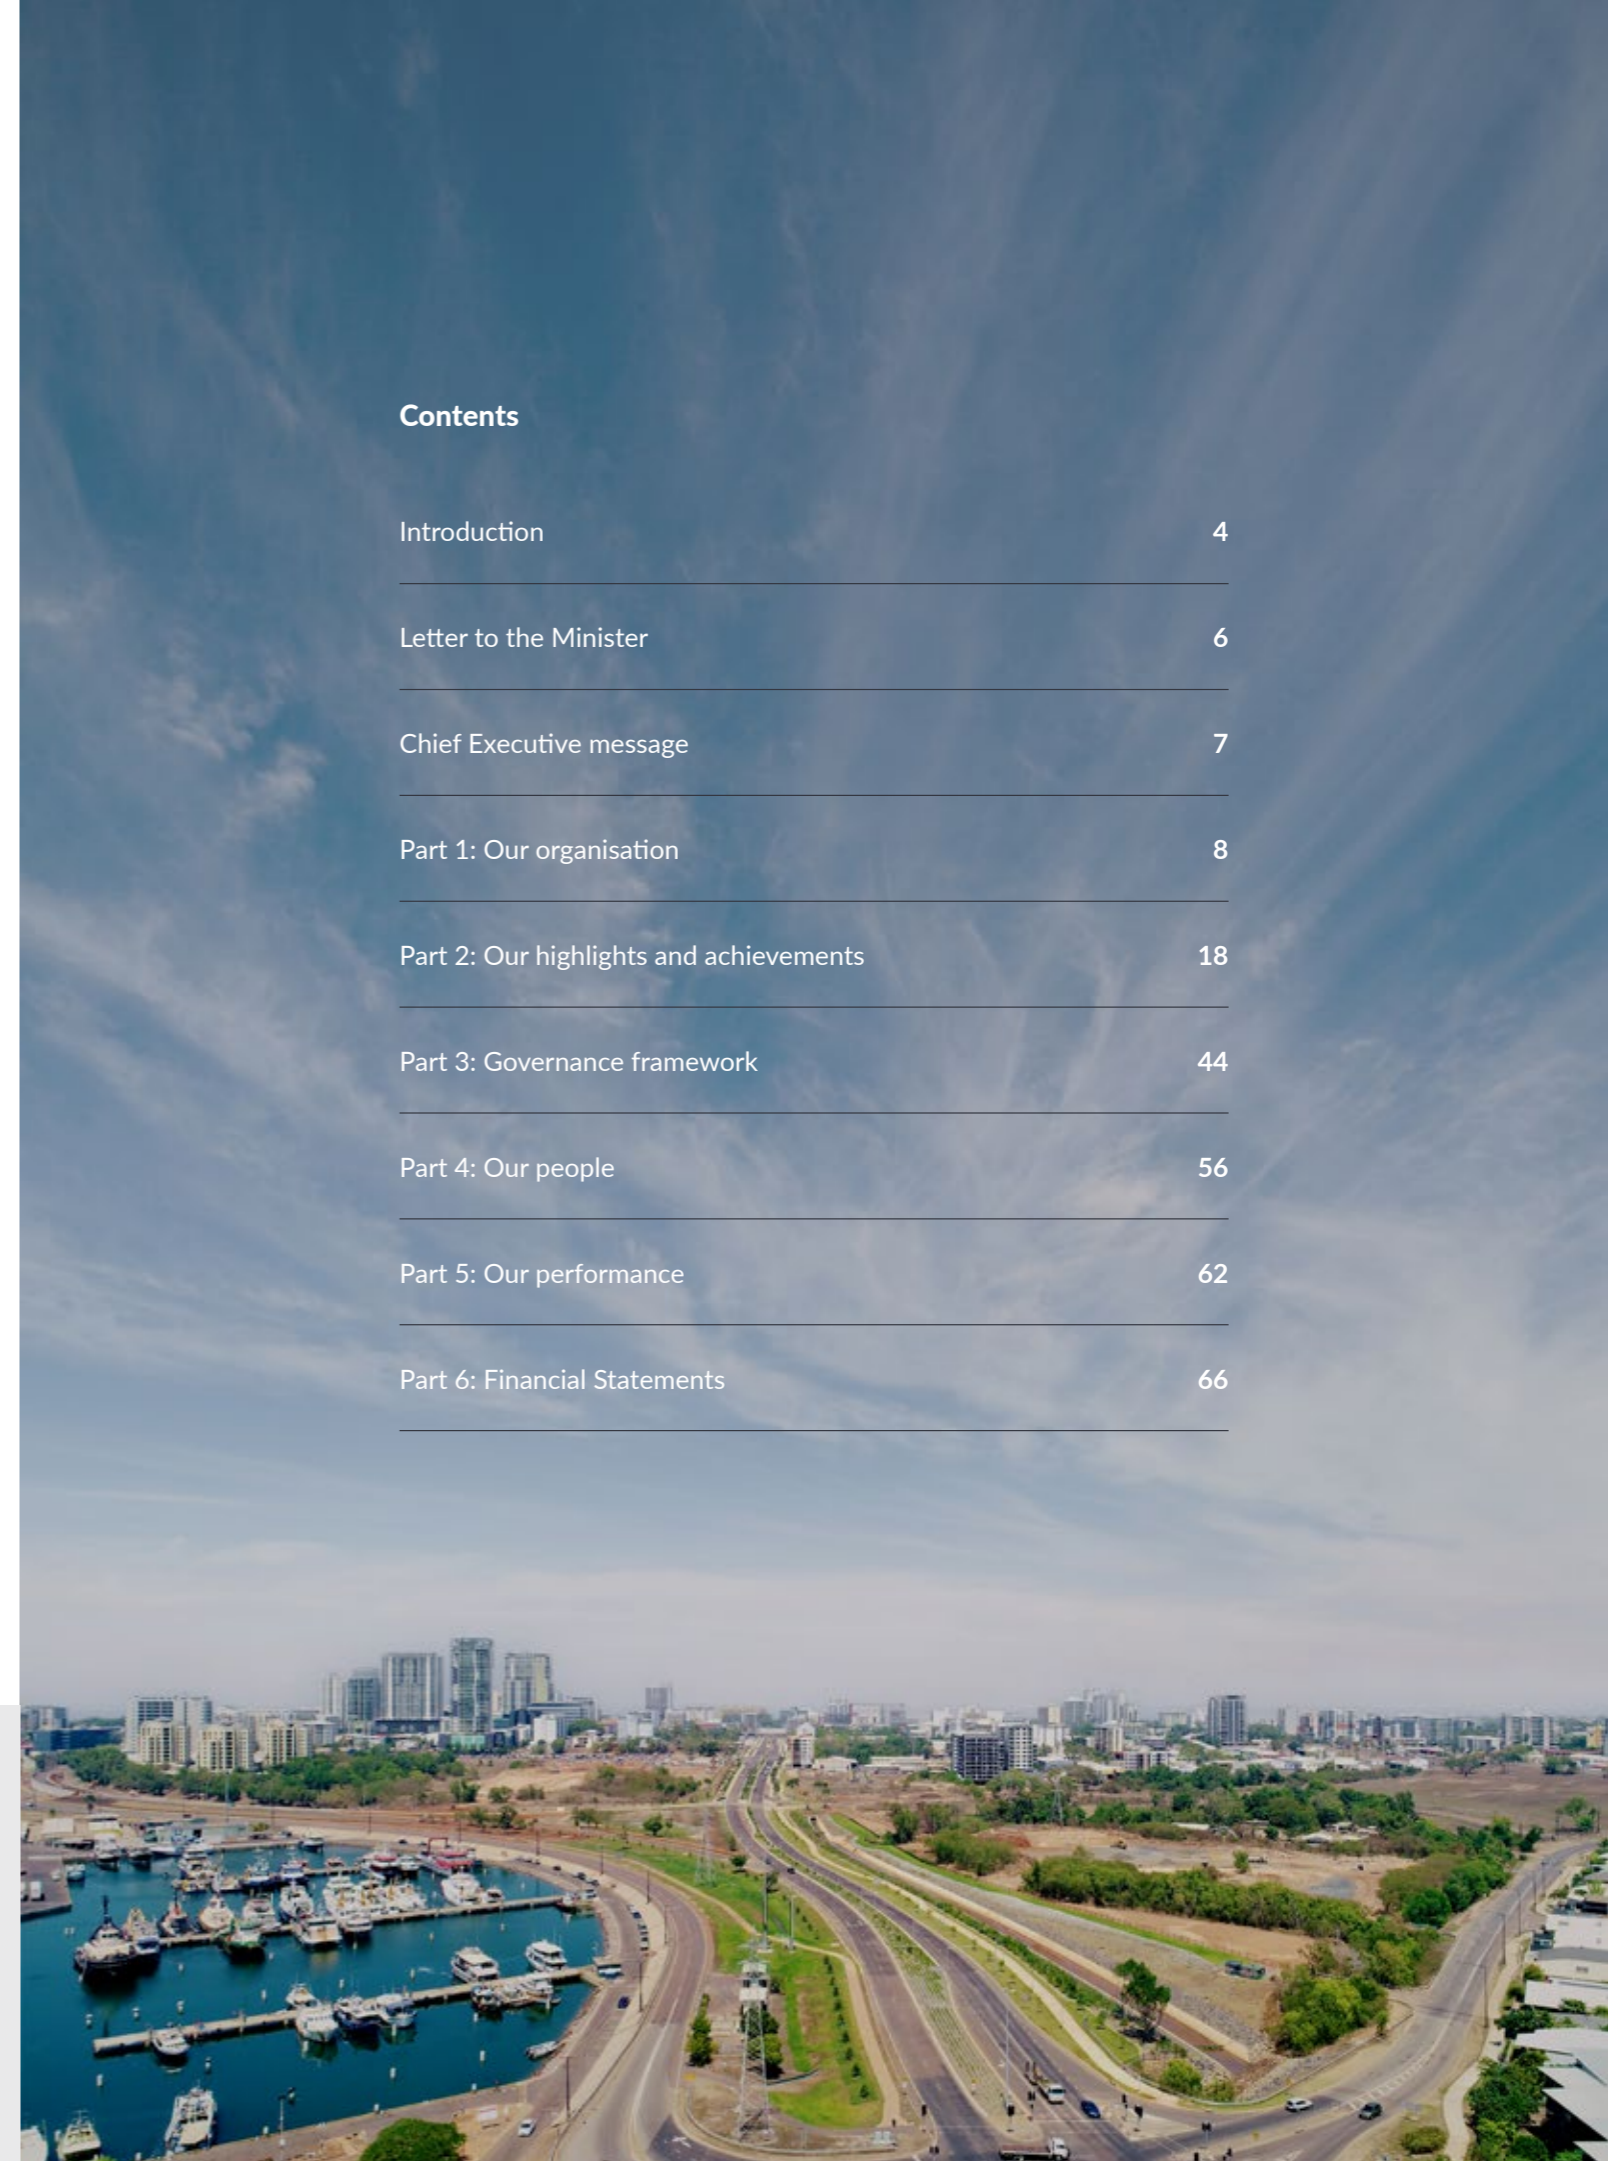 Contents
Introduction 4
Letter to the Minister 6
Chief Executive message 7
Part 1: Our organisation 8
Part 2: Our highlights and achievements 18
Part 3: Governance framework 44
Part 4: Our people 56
Part 5: Our performance 62
Part 6: Financial Statements 66